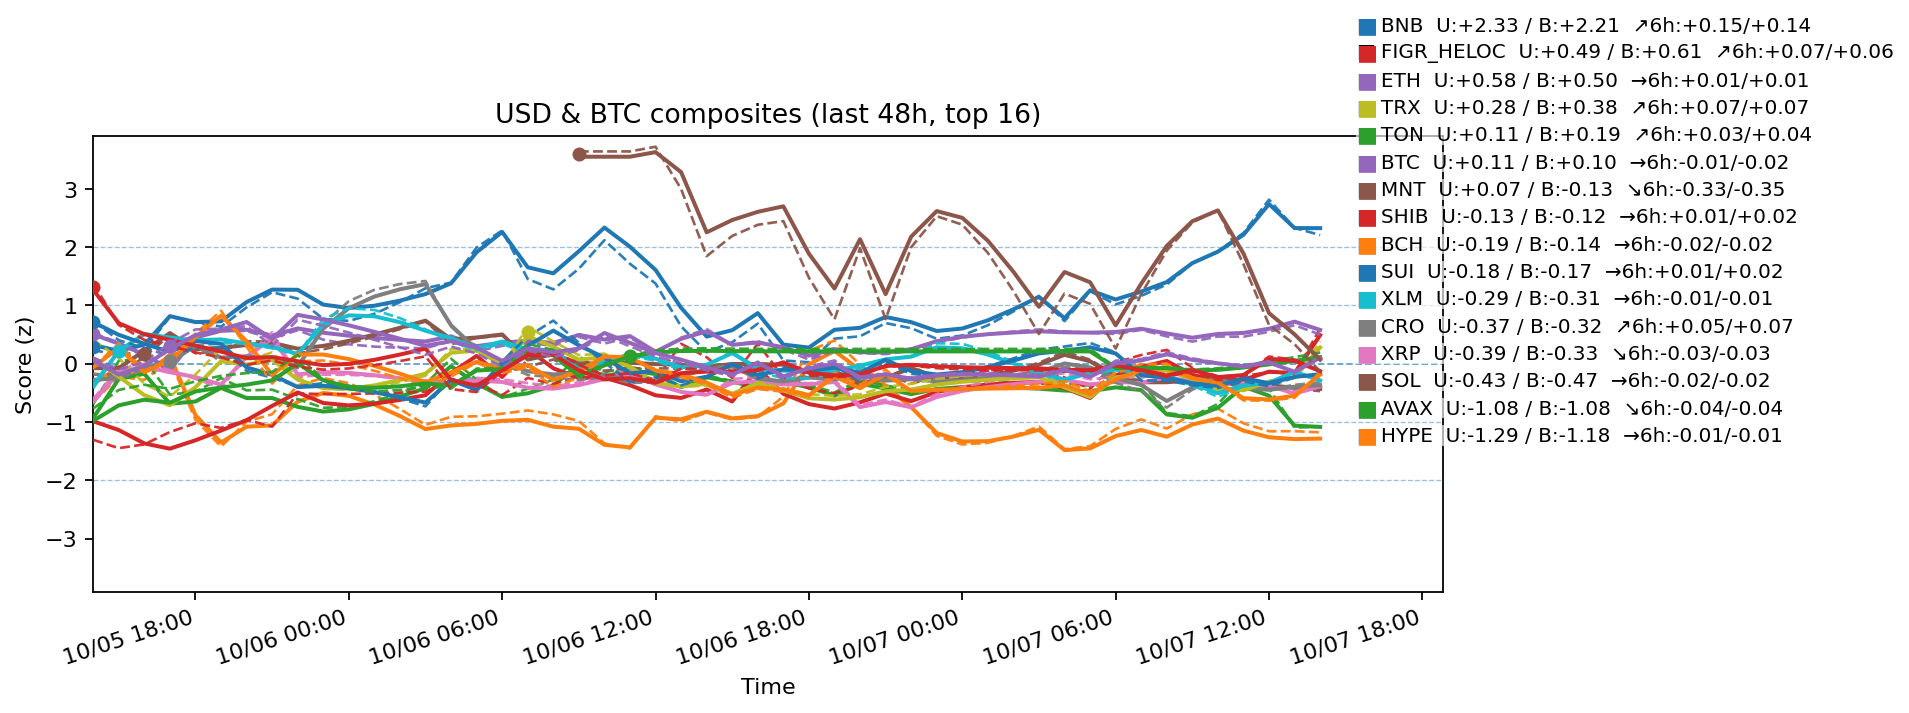 BNB U:+2.33 / B:+2.21 ↗6h:+0.15/+0.14
FIGR_HELOC U:+0.49 / B:+0.61 ↗6h:+0.07/+0.06
ETH U:+0.58 / B:+0.50 →6h:+0.01/+0.01
TRX U:+0.28 / B:+0.38 ↗6h:+0.07/+0.07
TON U:+0.11 / B:+0.19 ↗6h:+0.03/+0.04
BTC U:+0.11 / B:+0.10 →6h:-0.01/-0.02
MNT U:+0.07 / B:-0.13 ↘6h:-0.33/-0.35
SHIB U:-0.13 / B:-0.12 →6h:+0.01/+0.02
BCH U:-0.19 / B:-0.14 →6h:-0.02/-0.02
SUI U:-0.18 / B:-0.17 →6h:+0.01/+0.02
XLM U:-0.29 / B:-0.31 →6h:-0.01/-0.01
CRO U:-0.37 / B:-0.32 ↗6h:+0.05/+0.07
XRP U:-0.39 / B:-0.33 ↘6h:-0.03/-0.03
SOL U:-0.43 / B:-0.47 →6h:-0.02/-0.02
AVAX U:-1.08 / B:-1.08 ↘6h:-0.04/-0.04
HYPE U:-1.29 / B:-1.18 →6h:-0.01/-0.01
USD & BTC composites (last 48h, top 16)
Score (z)
3
2
1
0
−1
−2
−3
10/05 18:00
10/06 00:00
10/06 06:00
10/06 12:00
10/06 18:00
10/07 00:00
10/07 06:00
10/07 12:00
10/07 18:00
Time